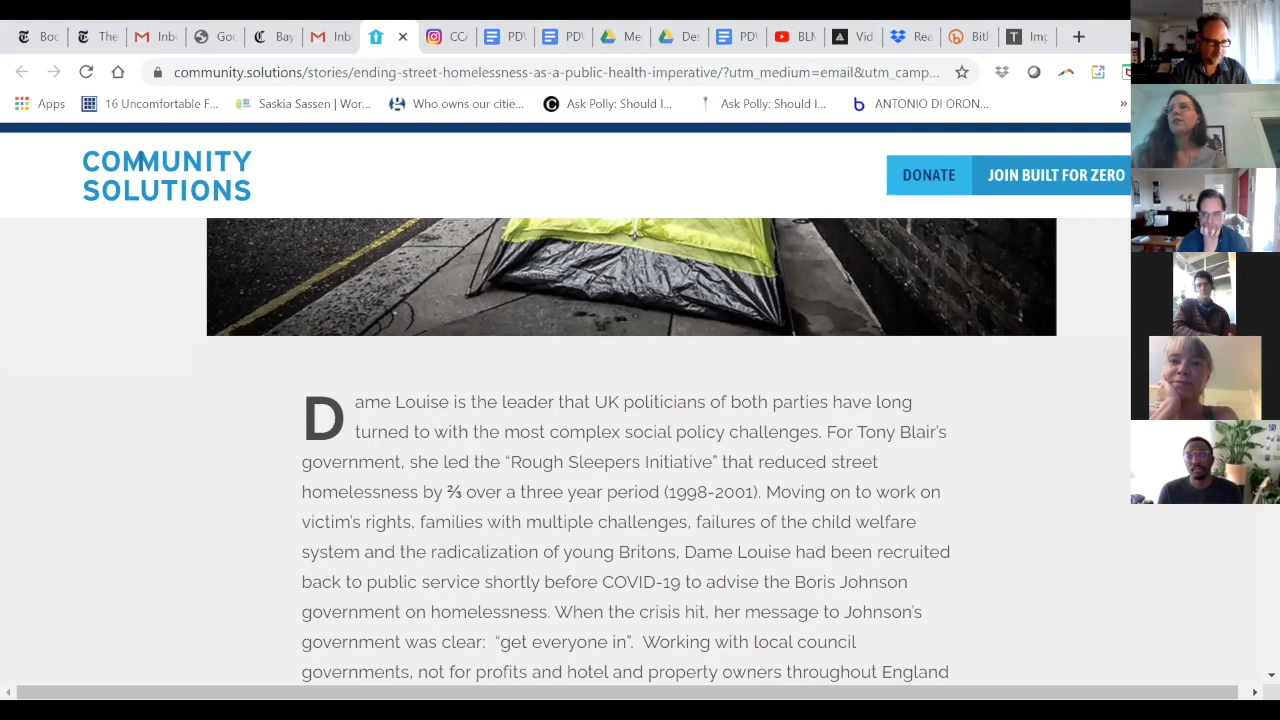 Boc
The
Inb
Goi
Bay
Inb
CC
PDV
PDV
Me
Des
PDV
BLM
Vid
Rea
Bitl
Imp
community.solutions/stories/ending-street-homelessness-as-a-public-health-imperative/?utm_medium=email&utm_camp...
Apps
16 Uncomfortable F...
Saskia Sassen | Wor...
Who owns our citie...
Ask Polly: Should I...
Ask Polly: Should I...
ANTONIO DI ORON...
»
COMMUNITY
SOLUTIONS
DONATE
JOIN BUILT FOR ZERO
Dame Louise is the leader that UK politicians of both parties have long
turned to with the most complex social policy challenges. For Tony Blair's
government, she led the “Rough Sleepers Initiative” that reduced street
homelessness by ⅔ over a three year period (1998-2001). Moving on to work on
victim's rights, families with multiple challenges, failures of the child welfare
system and the radicalization of young Britons, Dame Louise had been recruited
back to public service shortly before COVID-19 to advise the Boris Johnson
government on homelessness. When the crisis hit, her message to Johnson's
government was clear: “get everyone in”. Working with local council
governments, not for profits and hotel and property owners throughout England